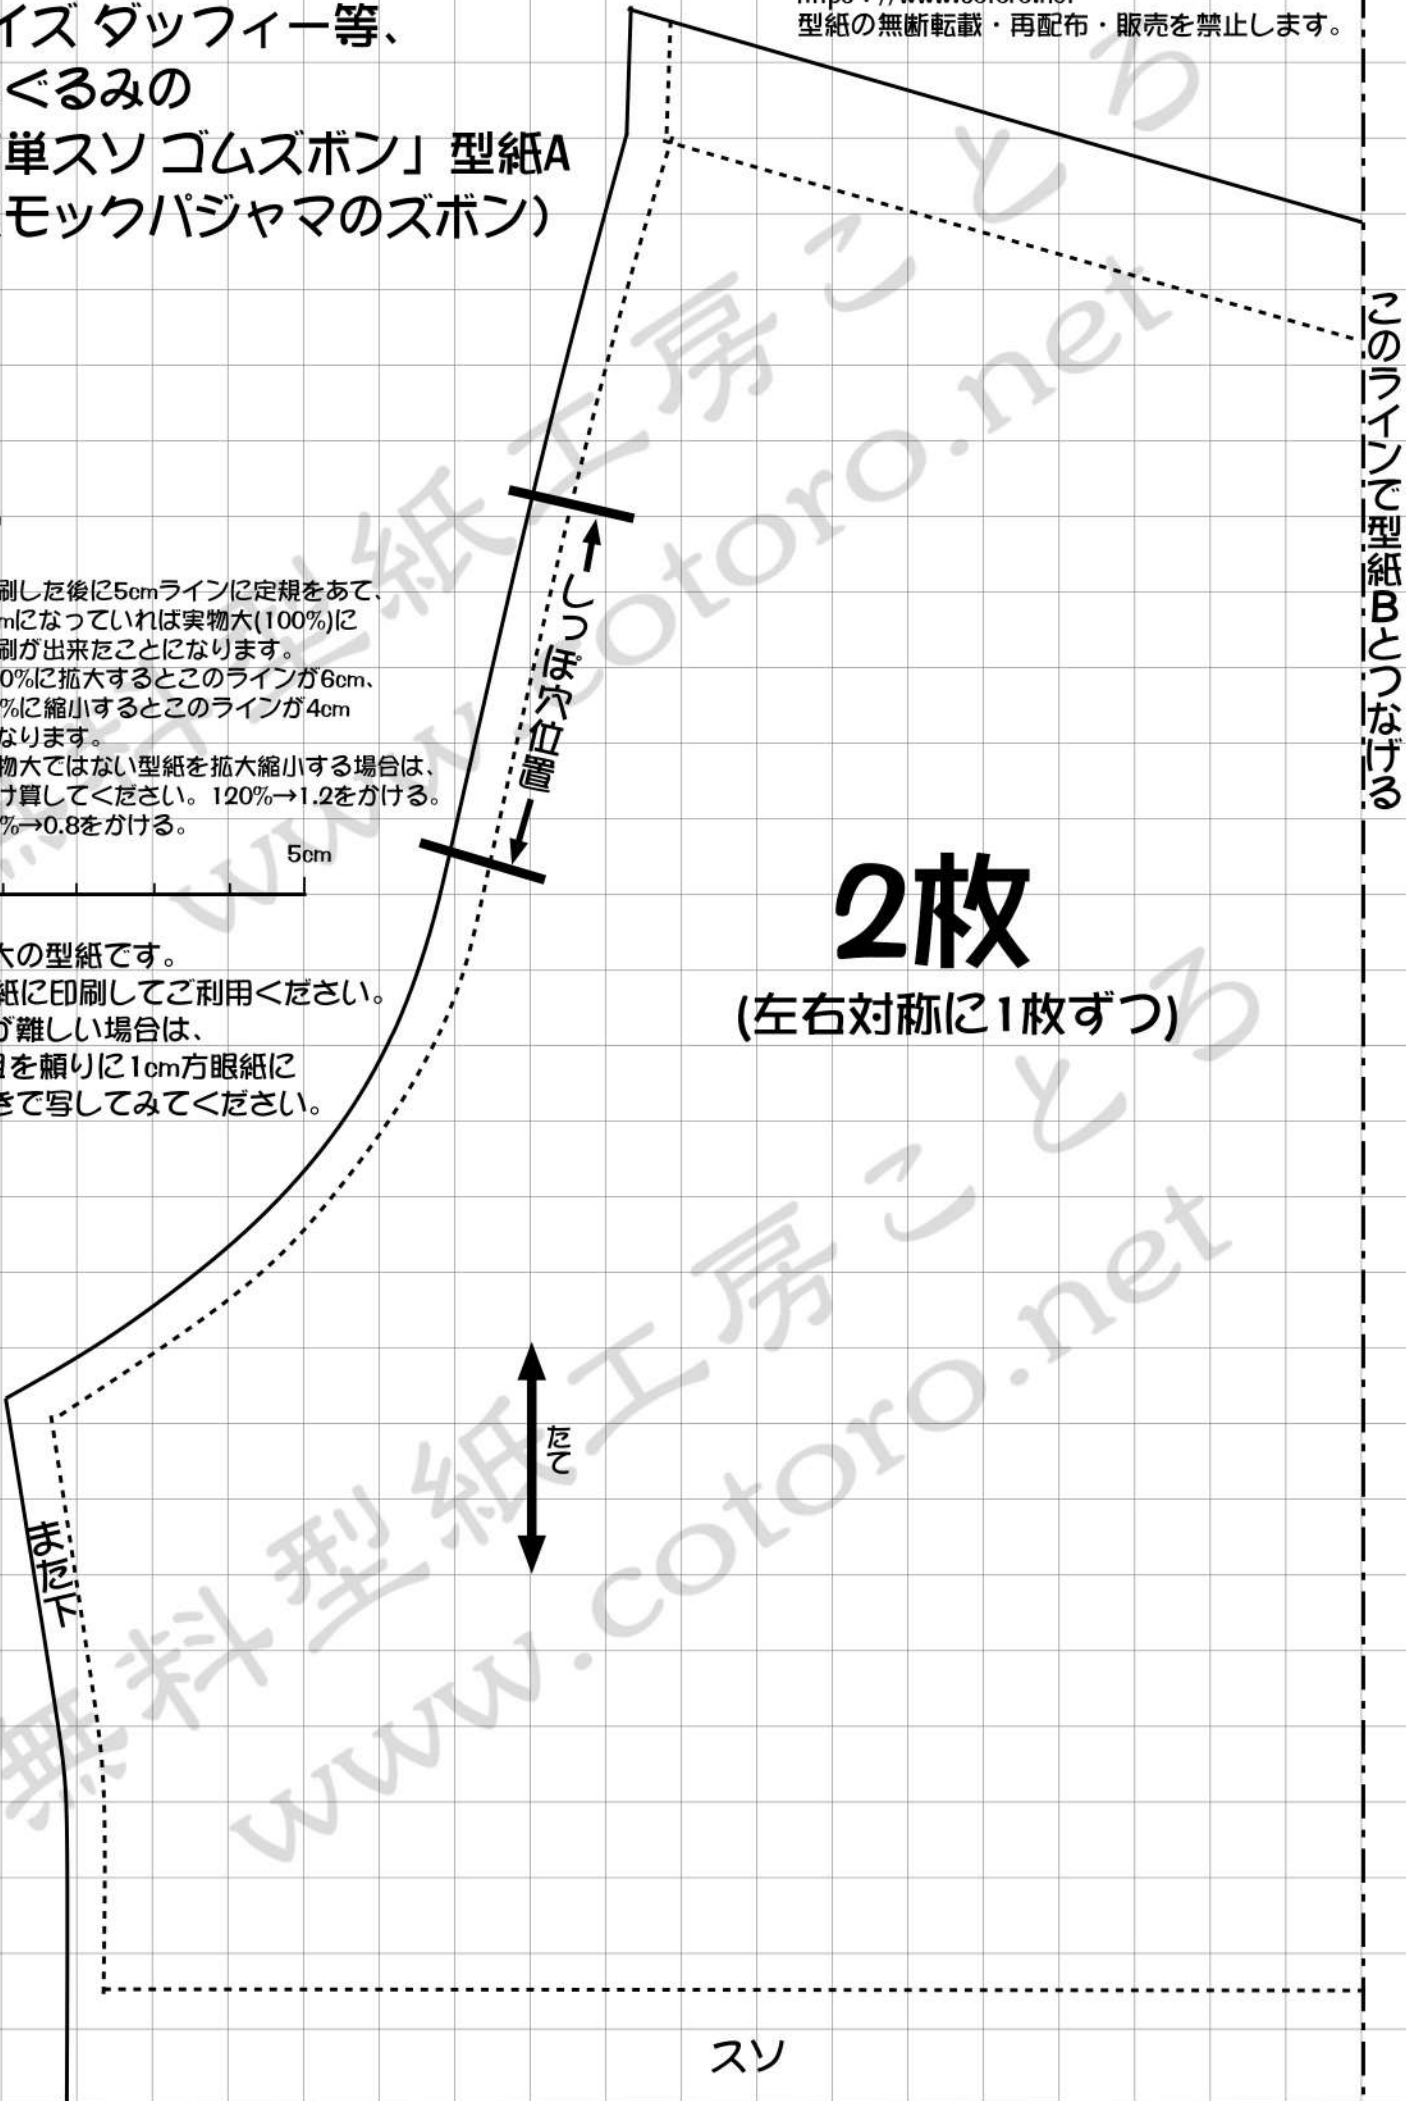 イズ ダッフィー等、
ぐるみの
単スソ ゴムズボン」型紙A
モックパジャマのズボン）
型紙の無断転載・再配布・販売を禁止します。
このラインで型紙Bとつなげる
しっぽ穴位置
刷した後に5cmラインに定規をあて、
mになっていれば実物大(100%)に
刷が出来たことになります。
0%に拡大するとこのラインが6cm、
%に縮小するとこのラインが4cm
なります。
物大ではない型紙を拡大縮小する場合は、
け算してください。120%→1.2をかける。
%→0.8をかける。
5cm
2枚
(左右対称に1枚ずつ)
大の型紙です。
紙に印刷してご利用ください。
が難しい場合は、
目を頼りに1cm方眼紙に
きで写してみてください。
たて
また下
スソ
無料型紙工房ことろ
www.cotoro.net
無料型紙工房ことろ
www.cotoro.net